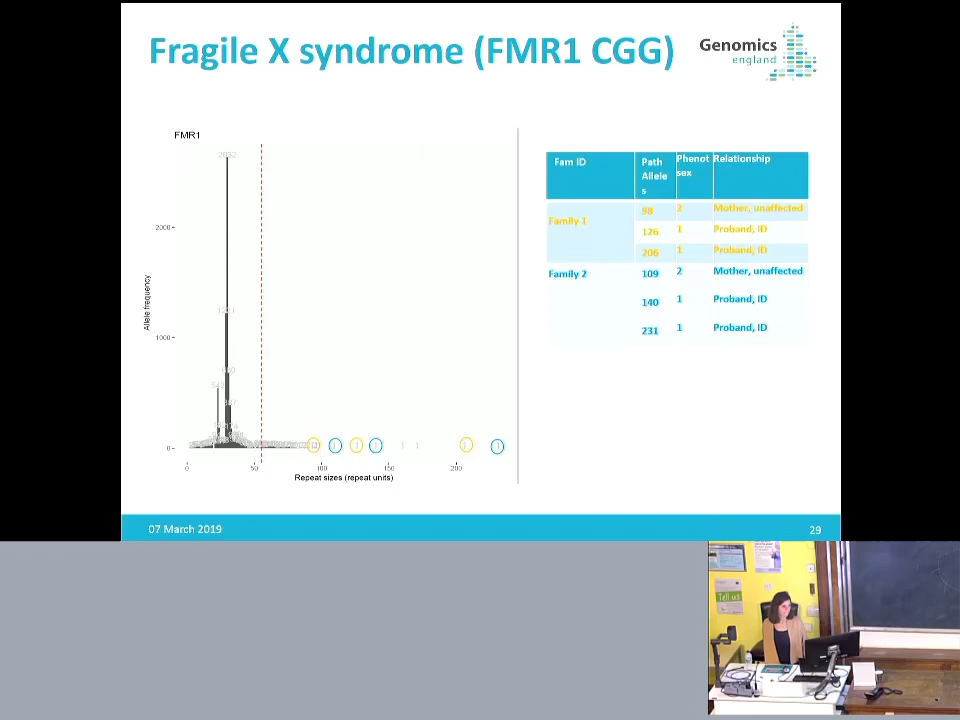 Fragile X syndrome (FMR1 CGG)
Genomics
england
FMR1
2000
1000
0
Allele frequency
0
50
100
150
200
Repeat sizes (repeat units)
Fam ID
Path
Allele
s
Phenot
sex
Relationship
Family 1
98
2
Mother, unaffected
126
1
Proband, ID
206
1
Proband, ID
Family 2
109
2
Mother, unaffected
140
1
Proband, ID
231
1
Proband, ID
07 March 2019
29
Tell us